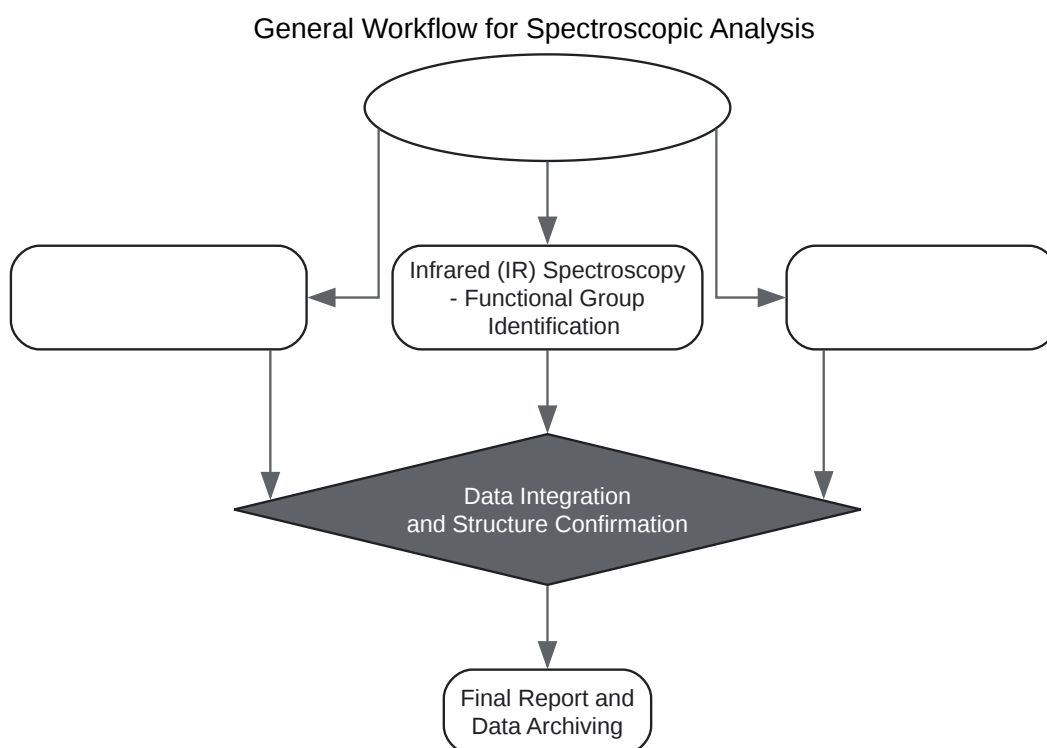 General Workflow for Spectroscopic Analysis
Infrared (IR) Spectroscopy
- Functional Group
Identification
Data Integration
and Structure Confirmation
Final Report and
Data Archiving